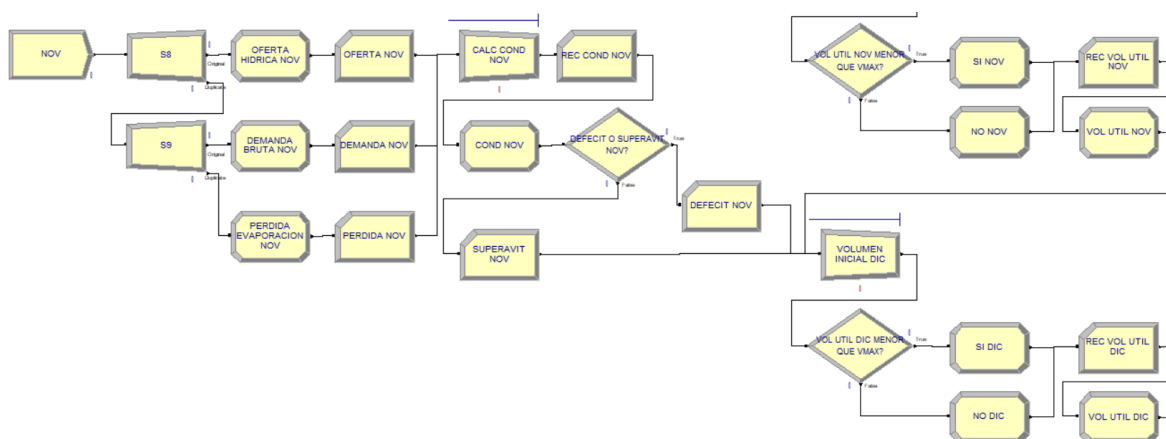 NOV
S8
Original
Duplicate
OFERTA
HIDRICA NOV
OFERTA NOV
CALC COND
NOV
REC COND NOV
VOL UTIL NOV MENOR
QUE VMAX?
True
False
SI NOV
REC VOL UTIL
NOV
NO NOV
VOL UTIL NOV
S9
Original
Duplicate
DEMANDA
BRUTA NOV
DEMANDA NOV
COND NOV
DEFECIT O SUPERAVIT
NOV?
True
False
DEFECIT NOV
PERDIDA
EVAPORACION
NOV
PERDIDA NOV
SUPERAVIT
NOV
VOLUMEN
INICIAL DIC
VOL UTIL DIC MENOR
QUE VMAX?
True
False
SI DIC
REC VOL UTIL
DIC
NO DIC
VOL UTIL DIC